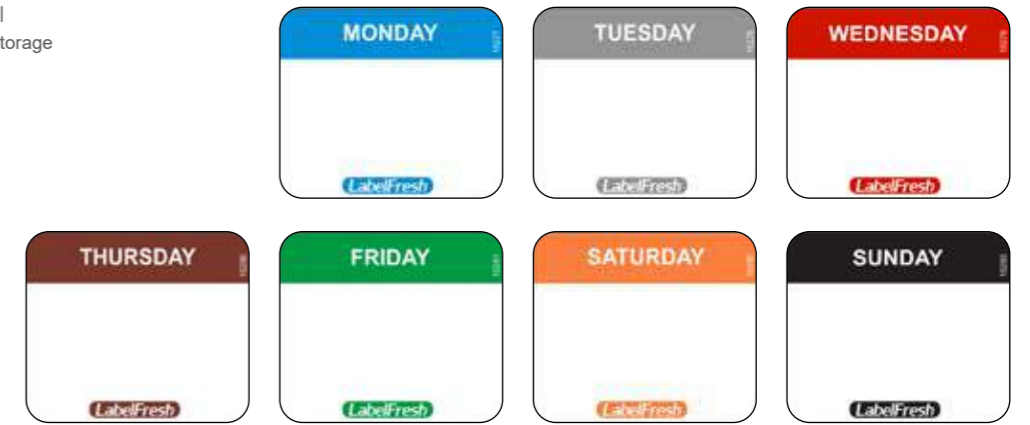 torage
MONDAY
LabelFresh
TUESDAY
LabelFresh
WEDNESDAY
LabelFresh
THURSDAY
LabelFresh
FRIDAY
LabelFresh
SATURDAY
LabelFresh
SUNDAY
LabelFresh